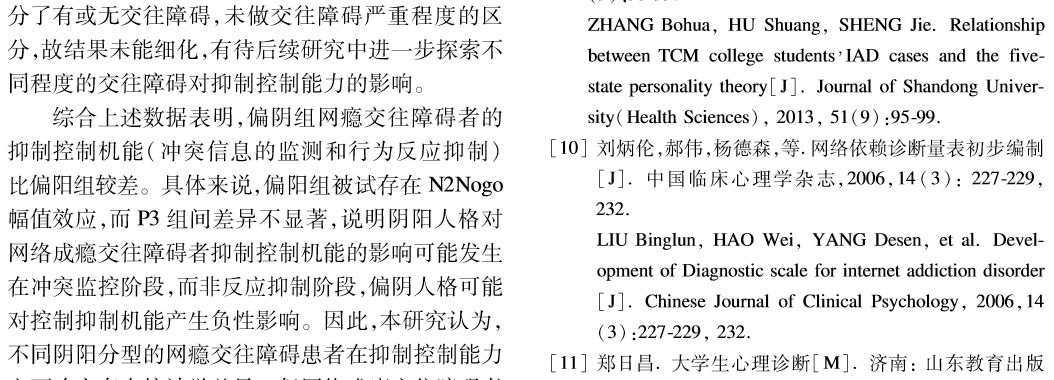 分了有或无交往障碍,未做交往障碍严重程度的区
分,故结果未能细化,有待后续研究中进一步探索不
同程度的交往障碍对抑制控制能力的影响。
综合上述数据表明,偏阴组网瘾交往障碍者的
抑制控制机能(冲突信息的监测和行为反应抑制)
比偏阳组较差。具体来说,偏阳组被试存在 N2Nogo
幅值效应,而 P3 组间差异不显著,说明阴阳人格对
网络成瘾交往障碍者抑制控制机能的影响可能发生
在冲突监控阶段,而非反应抑制阶段,偏阴人格可能
对控制抑制机能产生负性影响。因此,本研究认为,
不同阴阳分型的网瘾交往障碍患者在抑制控制能力
ZHANG Bohua, HU Shuang, SHENG Jie. Relationship
between TCM college students'IAD cases and the five-
state personality theory[J]. Journal of Shandong Univer-
sity(Health Sciences), 2013, 51(9):95-99.
[10] 刘炳伦,郝伟,杨德森,等.网络依赖诊断量表初步编制
[J]. 中国临床心理学杂志,2006,14(3): 227-229,
232.
LIU Binglun, HAO Wei, YANG Desen, et al. Devel-
opment of Diagnostic scale for internet addiction disorder
[J]. Chinese Journal of Clinical Psychology, 2006,14
(3):227-229, 232.
[11] 郑日昌. 大学生心理诊断[M]. 济南: 山东教育出版